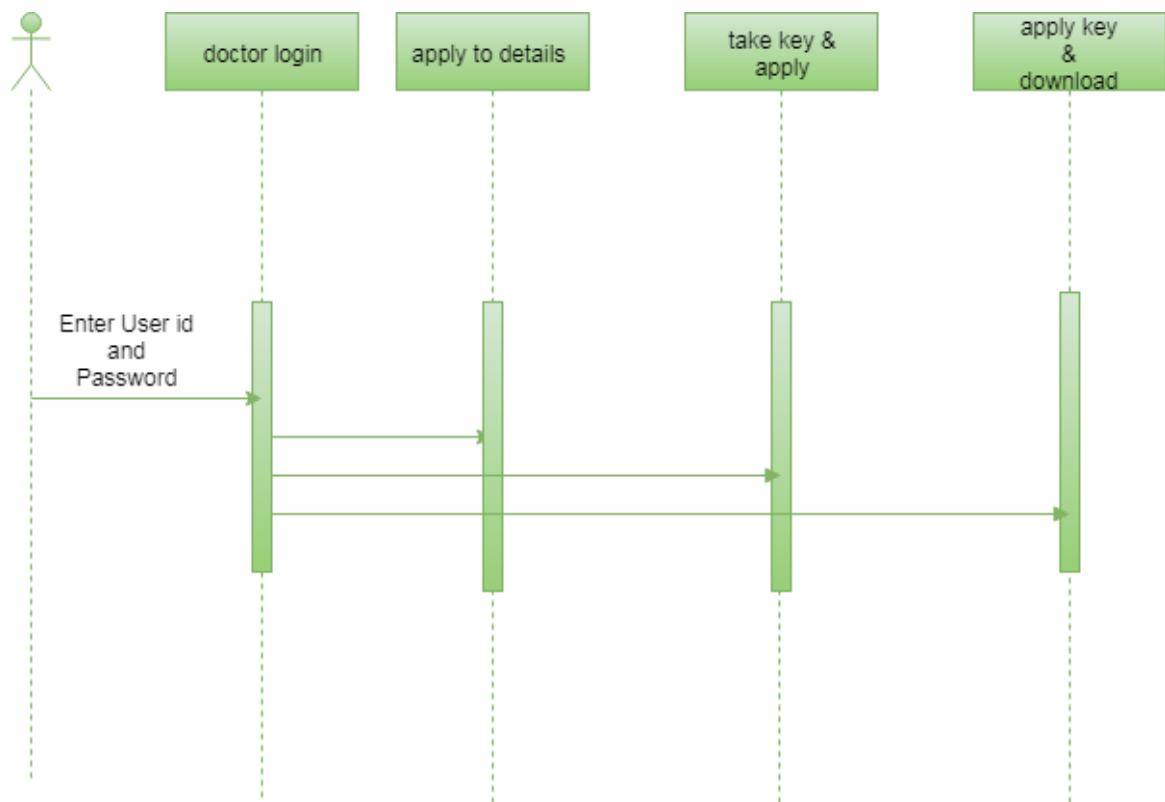 doctor login
apply to details
take key &
apply
apply key
&
download
Enter User id
and
Password